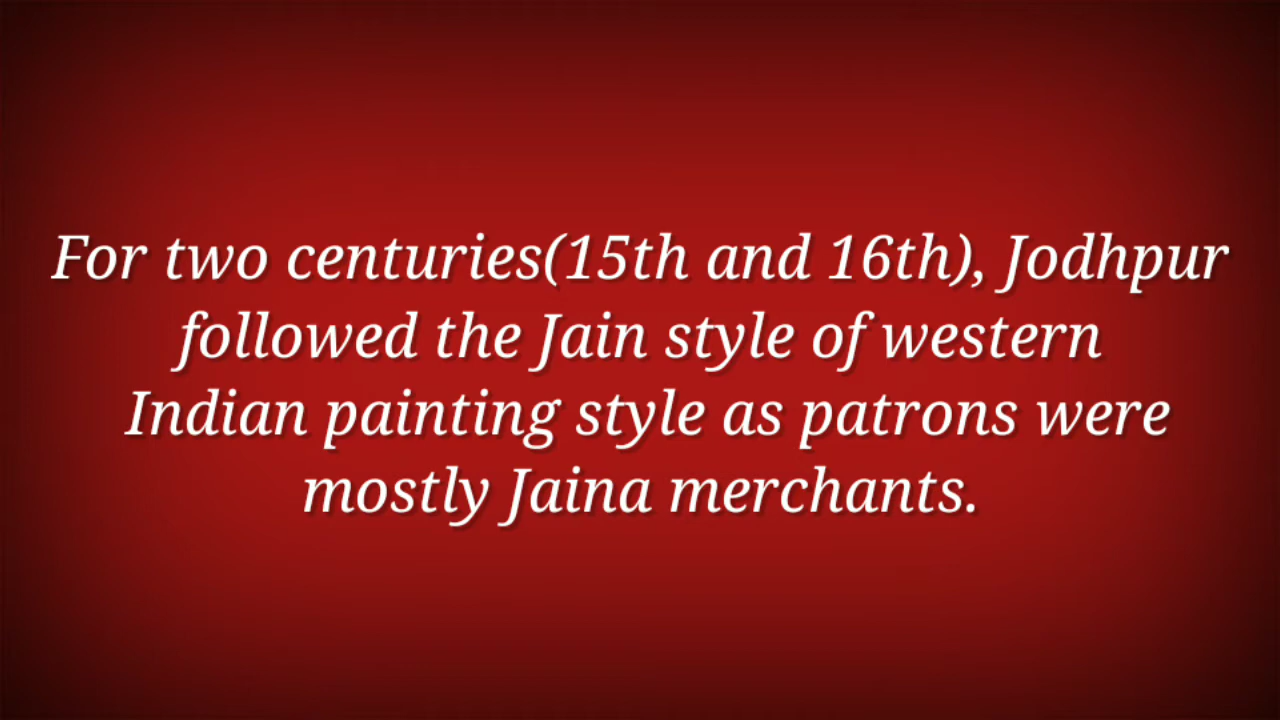 For two centuries(15th and 16th), Jodhpur
followed the Jain style of western
Indian painting style as patrons were
mostly Jaina merchants.